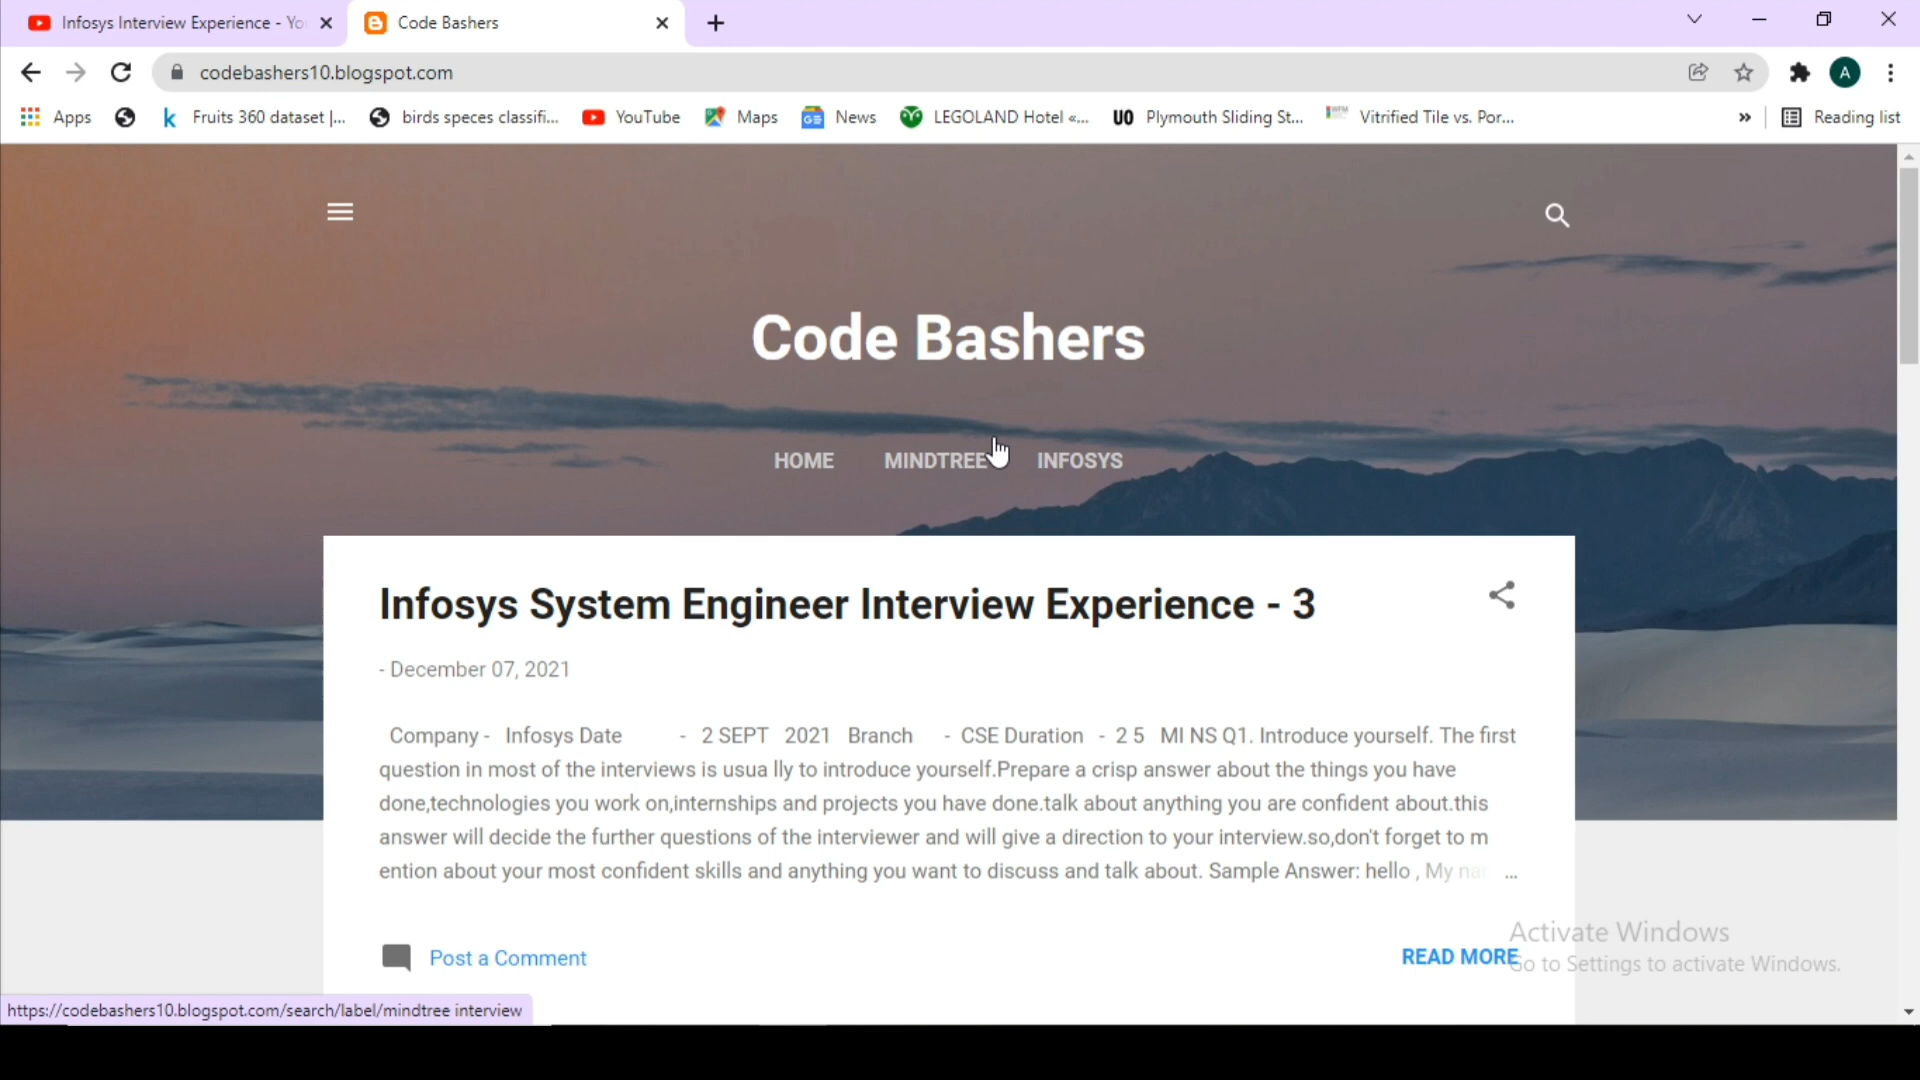 Infosys Interview Experience - Yo
Code Bashers
codebashers10.blogspot.com
A
Apps
Fruits 360 dataset |...
birds speces classifi...
YouTube
Maps
News
LEGOLAND Hotel «...
UO Plymouth Sliding St...
Vitrified Tile vs. Por...
»
Reading list
Code Bashers
HOME MINDTREE INFOSYS
Infosys System Engineer Interview Experience - 3
- December 07, 2021
Company - Infosys Date - 2 SEPT 2021 Branch - CSE Duration - 2 5 MI NS Q1. Introduce yourself. The first
question in most of the interviews is usua lly to introduce yourself.Prepare a crisp answer about the things you have
done,technologies you work on,internships and projects you have done.talk about anything you are confident about.this
answer will decide the further questions of the interviewer and will give a direction to your interview.so,don't forget to m
ention about your most confident skills and anything you want to discuss and talk about. Sample Answer: hello , My na ...
Post a Comment
READ MORE
Activate Windows
Go to Settings to activate Windows.
https://codebashers10.blogspot.com/search/label/mindtree interview